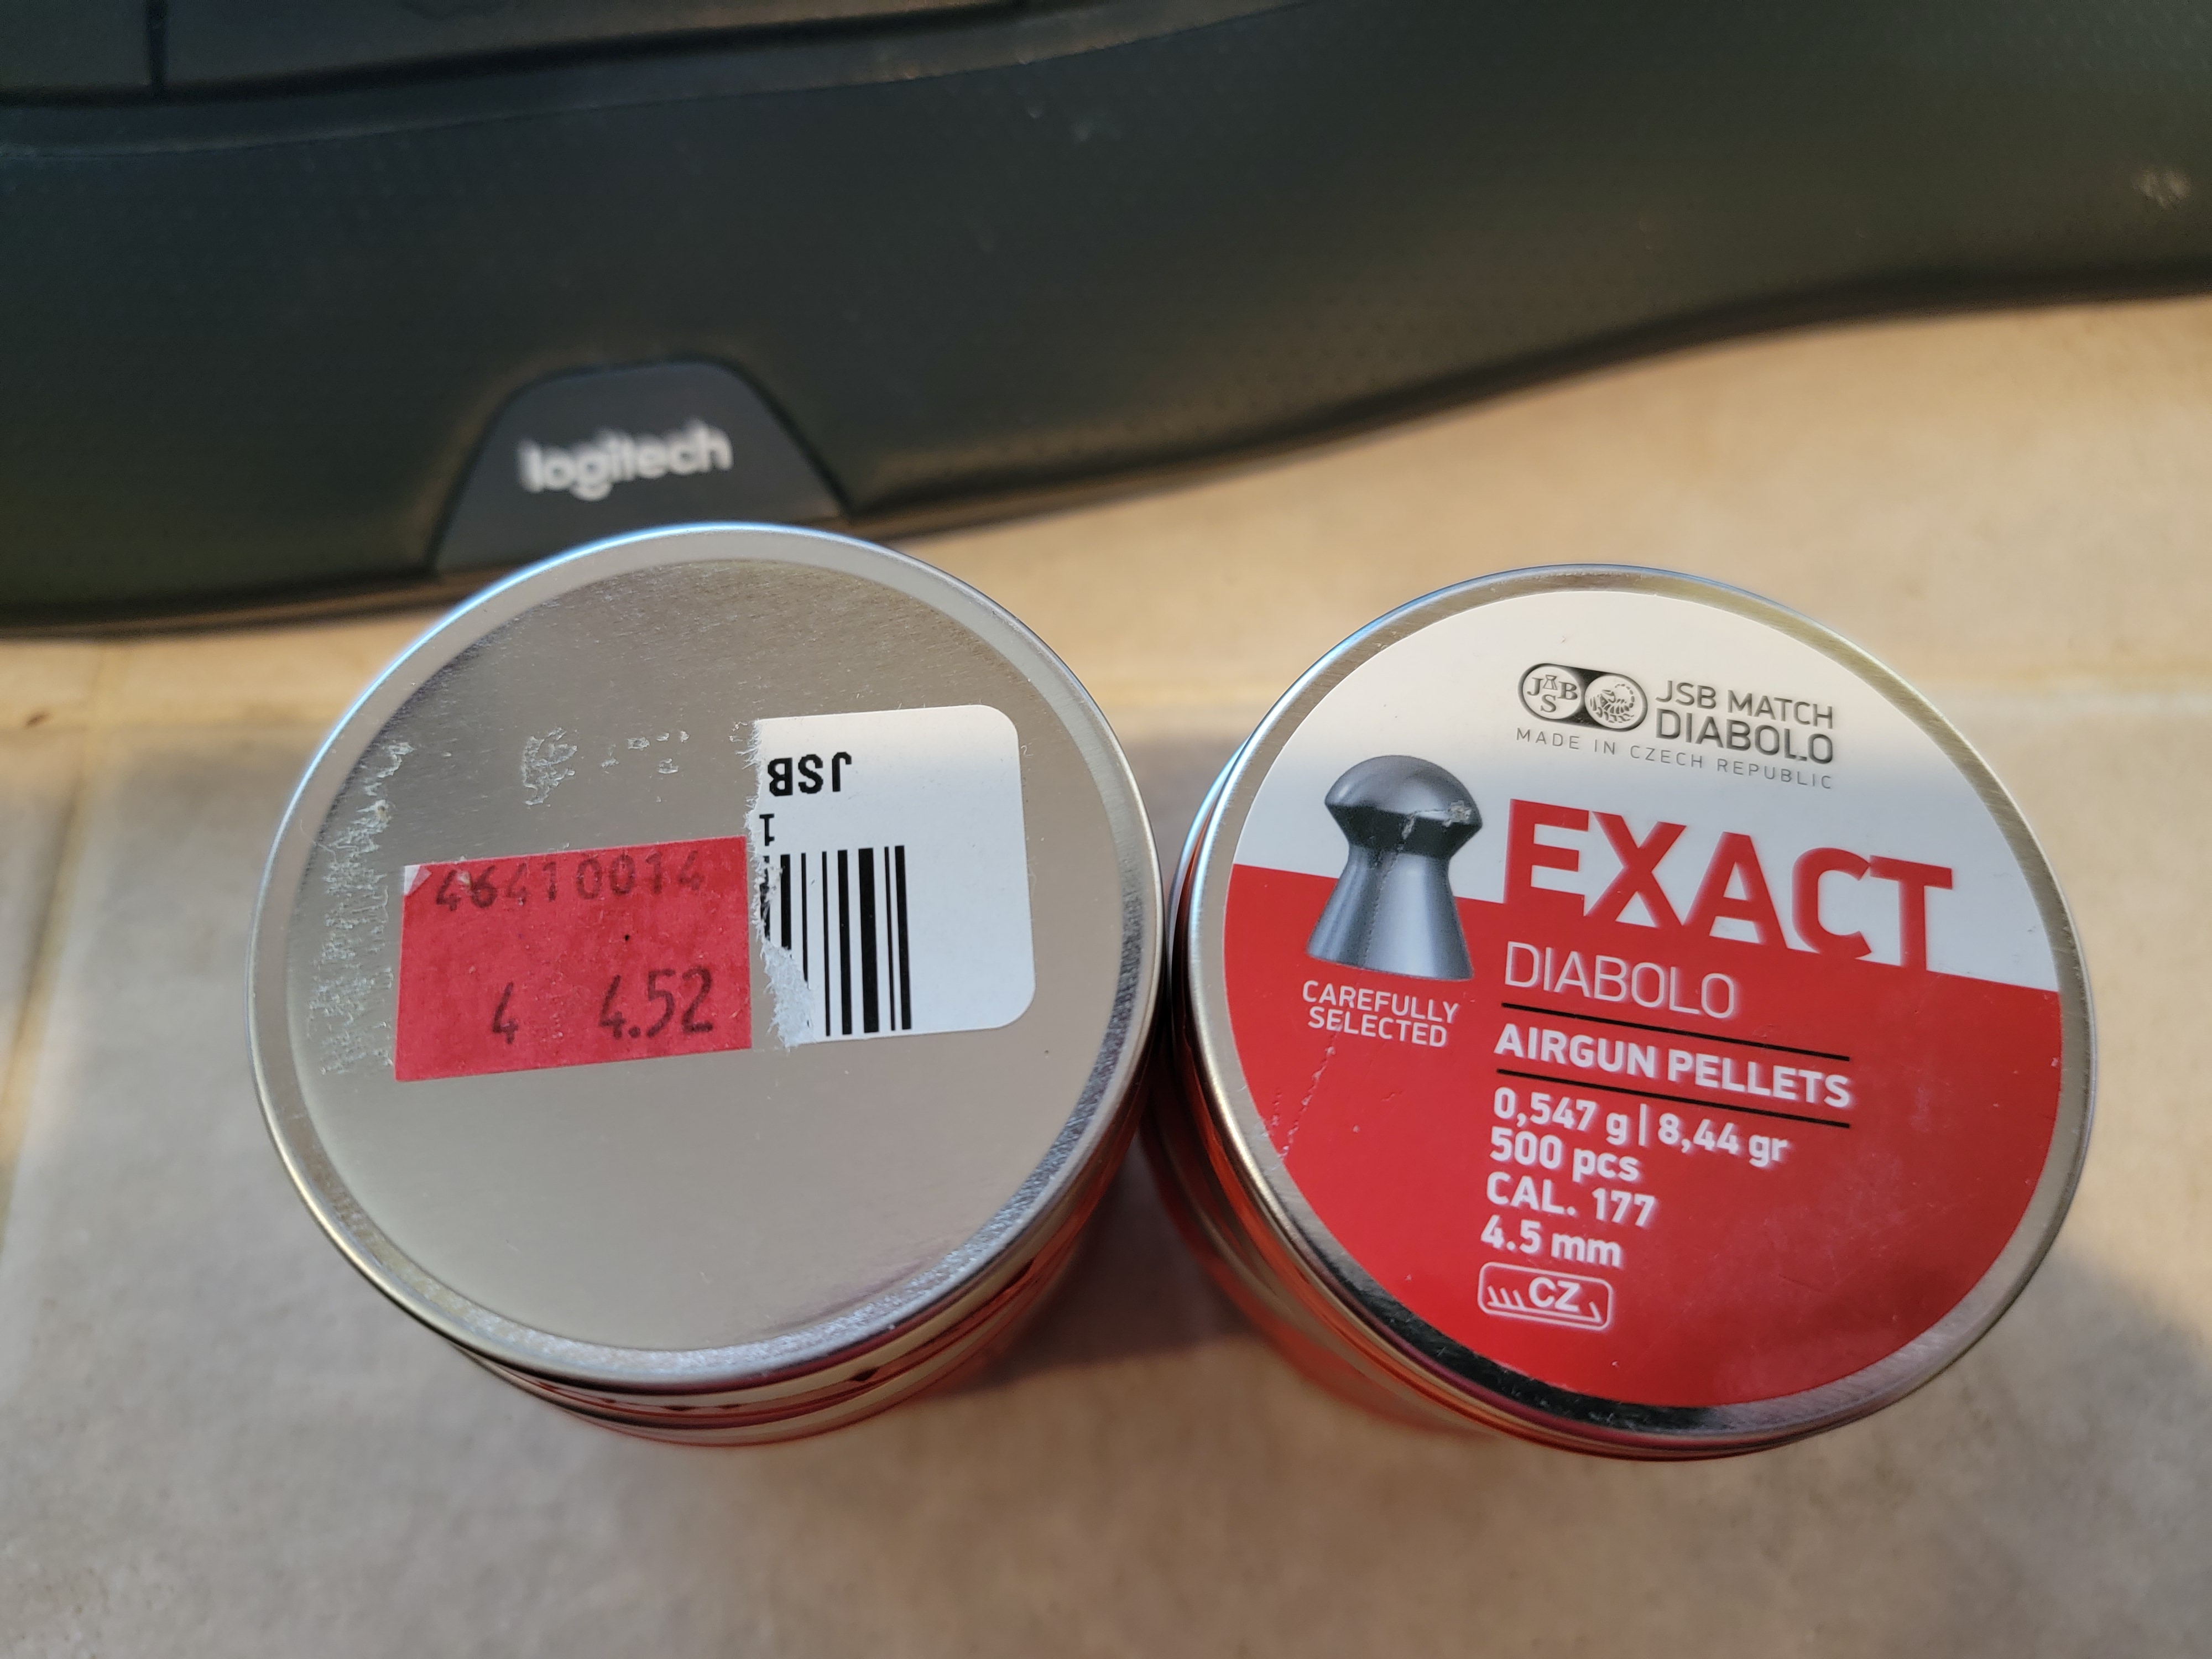 logitech
JSB
1
46410014
4 4.52
JSB
JSB MATCH
DIABOLO
MADE IN CZECH REPUBLIC
EXACT
DIABOLO
CAREFULLY
SELECTED
AIRGUN PELLETS
0,547 g | 8,44 gr
500 pcs
CAL. 177
4.5 mm
CZ